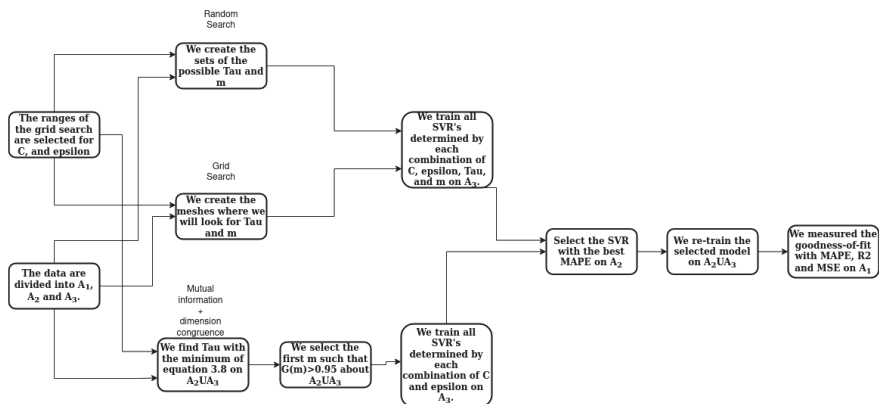 Random
Search
We create the
sets of the
possible Tau and
m
The ranges of
the grid search
are selected for
C, and epsilon
Grid
Search
We create the
meshes where we
will look for Tau
and m
We train all
SVR's
determined by
each
combination of
C, epsilon, Tau,
and m on A₃.
The data are
divided into A₁,
A₂ and A₃.
Mutual
information
+
dimension
congruence
We find Tau with
the minimum of
equation 3.8 on
A₂UA₃
We select the
first m such that
G(m)>0.95 about
A₂UA₃
We train all
SVR's
determined by
each
combination of C
and epsilon on
A₃.
Select the SVR
with the best
MAPE on A₂
We re-train the
selected model
on A₂UA₃
We measured the
goodness-of-fit
with MAPE, R2
and MSE on A₁